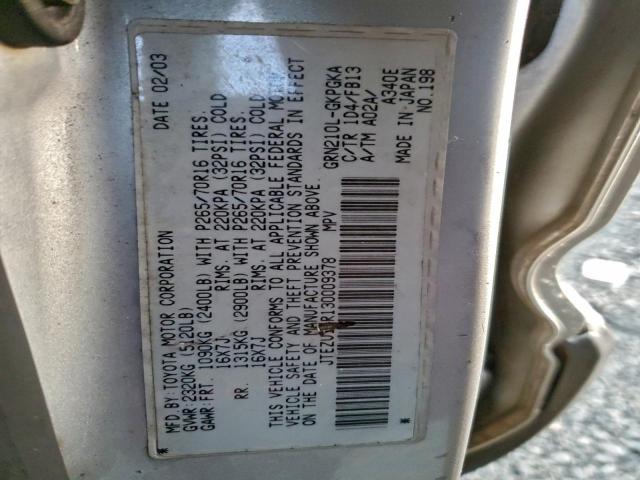 MFD.BY:TOYOTA MOTOR CORPORATION DATE 02/03
GVWR:2320KG (5120LB)
GAWR:FRT. 1090KG (2400LB) WITH P265/70R16 TIRES.
16X7J RIMS. AT 220KPA (32PSI) COLD
RR. 1315KG (2900LB) WITH P265/70R16 TIRES.
16X7J RIMS. AT 220KPA (32PSI) COLD
THIS VEHICLE CONFORMS TO ALL APPLICABLE FEDERAL
VEHICLE SAFETY AND THEFT PREVENTION STANDARDS IN EFFECT
ON THE DATE OF MANUFACTURE SHOWN ABOVE.
130009378 MPV
GRN210L-GKPGKA
C/TR 1D4/FB13
A/TM A02A/ A340E
MADE IN JAPAN
* * NO.198